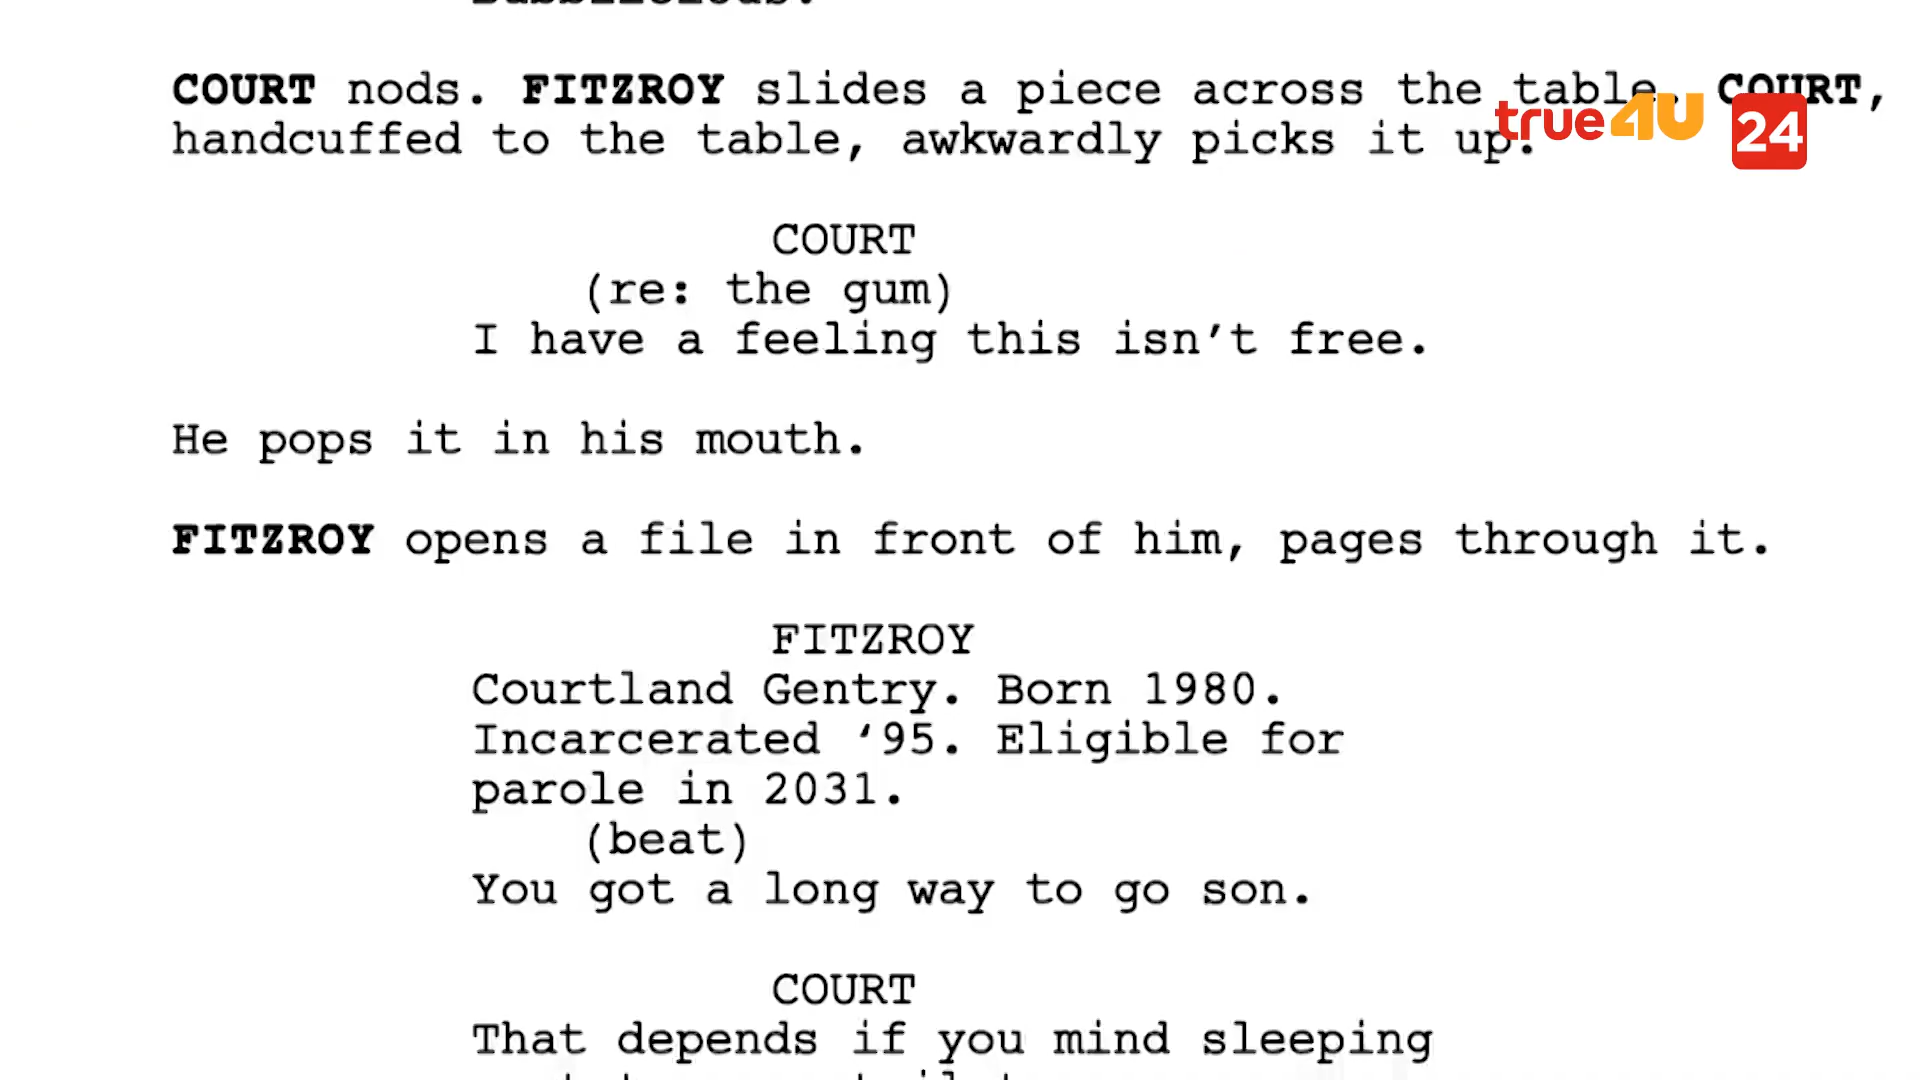 COURT nods. FITZROY slides a piece across the table. COURT,
handcuffed to the table, awkwardly picks it up.
true4U 24
COURT
(re: the gum)
I have a feeling this isn’t free.
He pops it in his mouth.
FITZROY opens a file in front of him, pages through it.
FITZROY
Courtland Gentry. Born 1980.
Incarcerated ‘95. Eligible for
parole in 2031.
(beat)
You got a long way to go son.
COURT
That depends if you mind sleeping